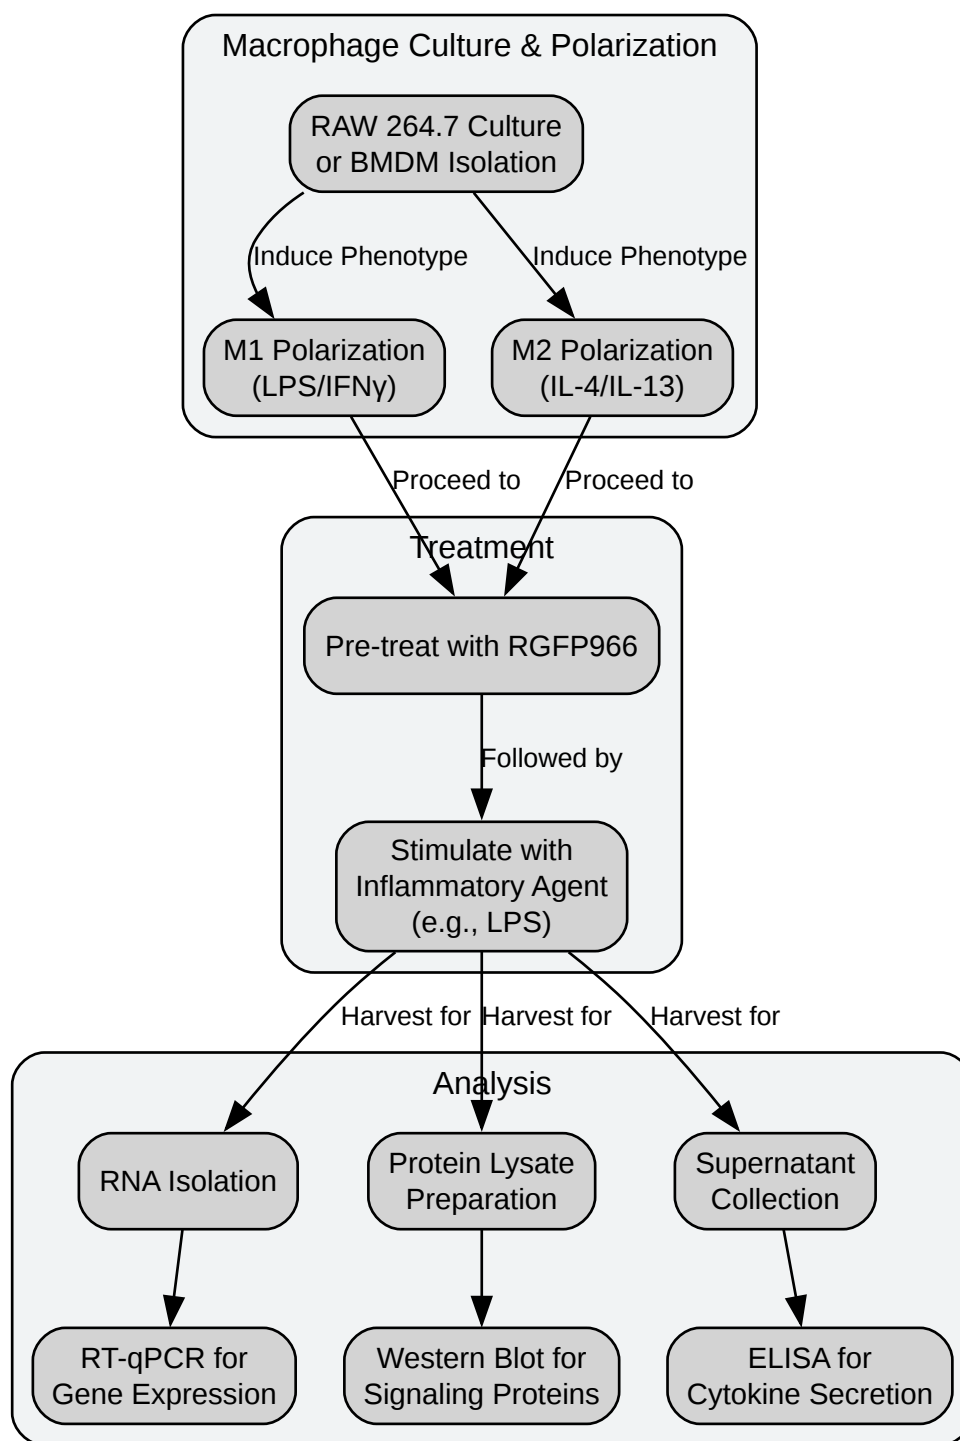 Macrophage Culture & Polarization
RAW 264.7 Culture
or BMDM Isolation
Induce Phenotype
Induce Phenotype
M1 Polarization
(LPS/IFNγ)
M2 Polarization
(IL-4/IL-13)
Proceed to
Proceed to
Treatment
Pre-treat with RGFP966
Followed by
Stimulate with
Inflammatory Agent
(e.g., LPS)
Harvest for
Harvest for
Harvest for
Analysis
RNA Isolation
Protein Lysate
Preparation
Supernatant
Collection
RT-qPCR for
Gene Expression
Western Blot for
Signaling Proteins
ELISA for
Cytokine Secretion